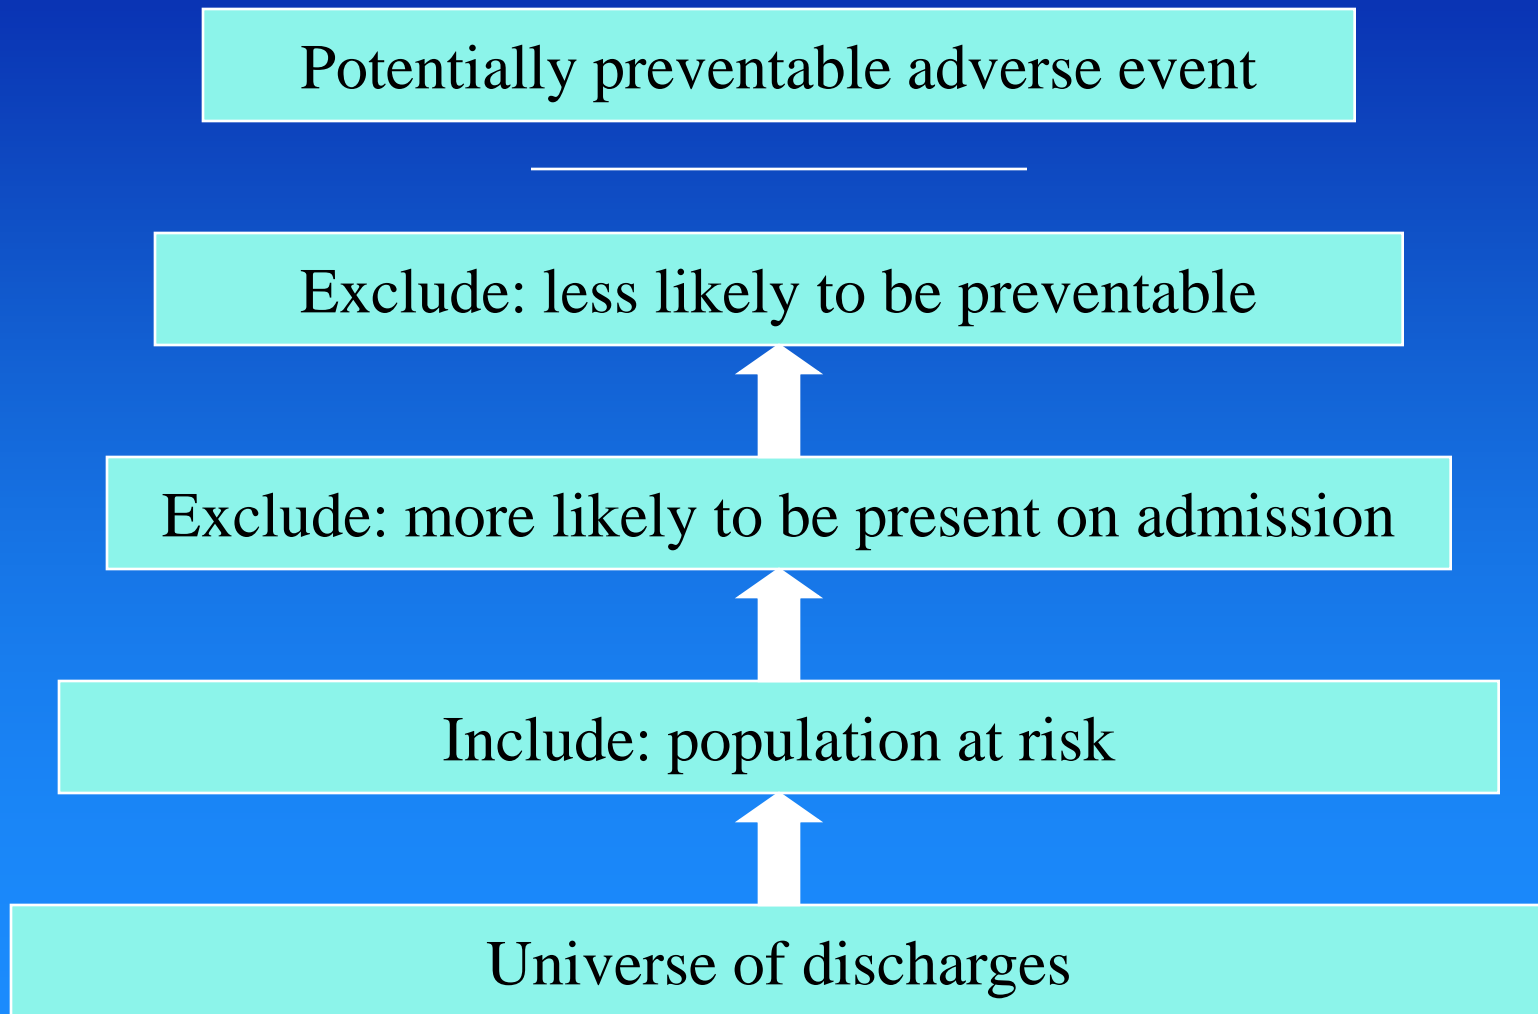 Potentially preventable adverse event
Exclude: less likely to be preventable
Exclude: more likely to be present on admission
Include: population at risk
Universe of discharges